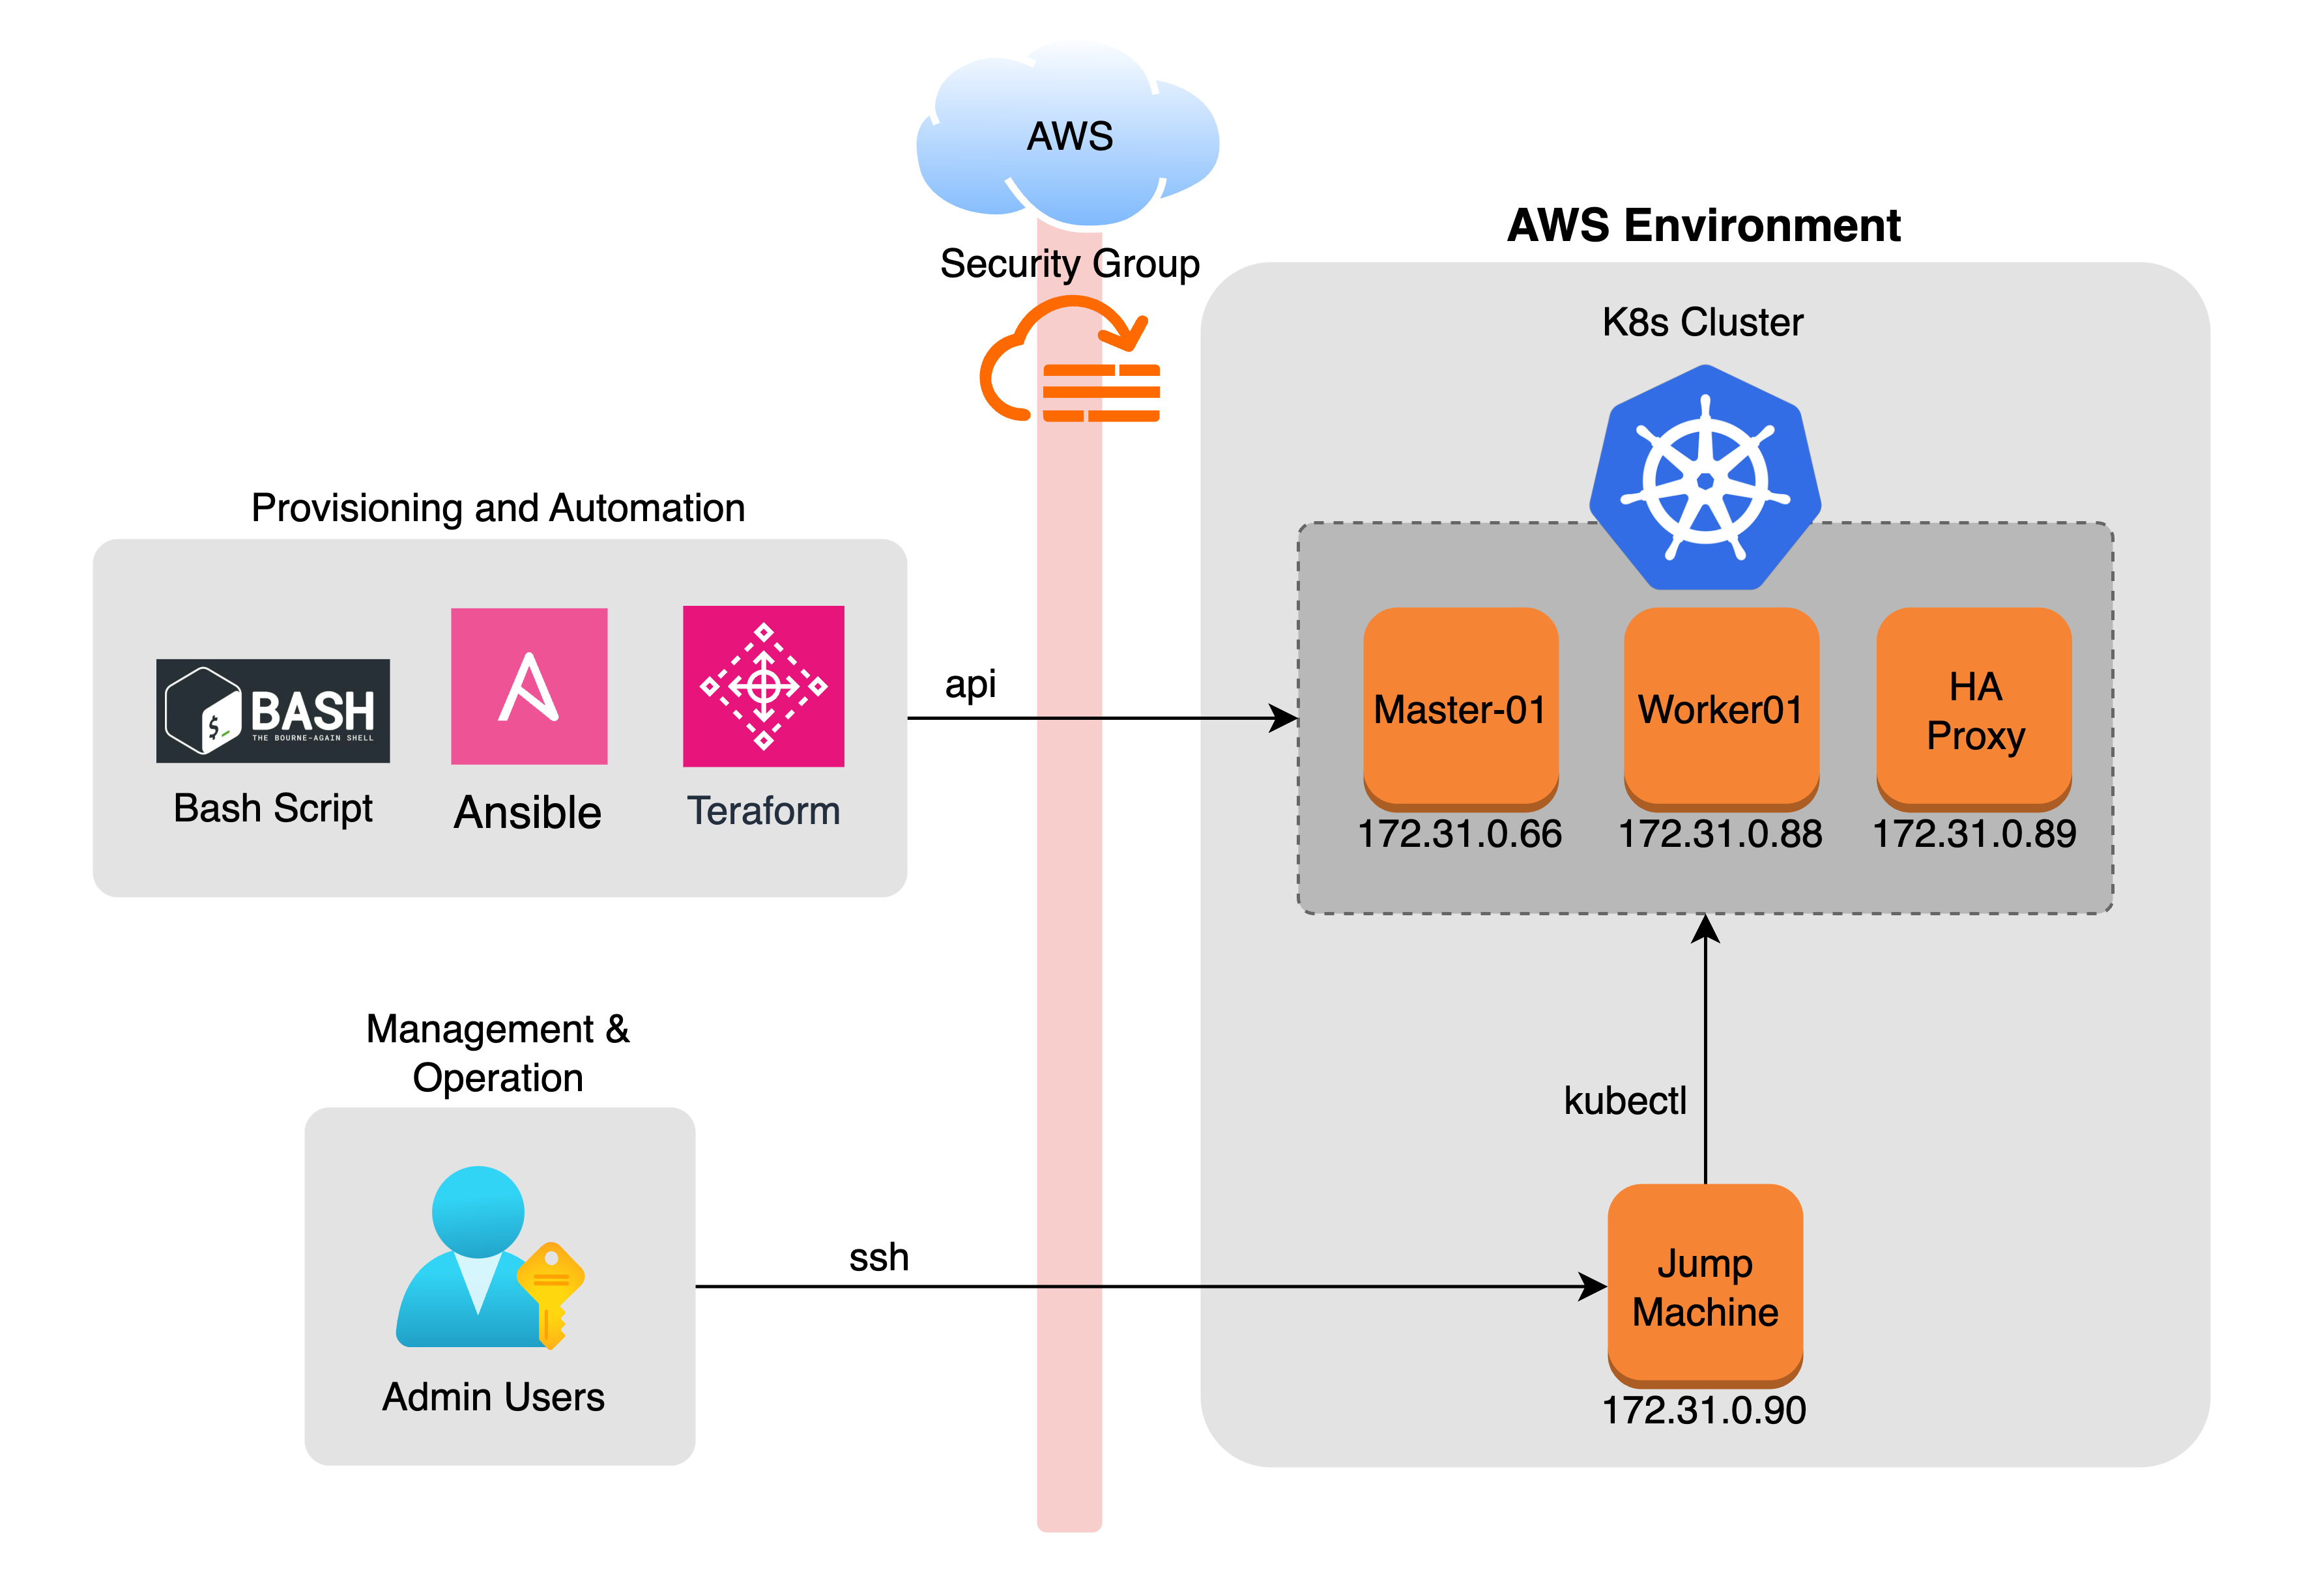 AWS
Security Group
AWS Environment
K8s Cluster
Provisioning and Automation
$_
BASH
THE BOURNE-AGAIN SHELL
Bash Script
Ansible
Teraform
api
Master-01
172.31.0.66
Worker01
172.31.0.88
HA
Proxy
172.31.0.89
Management &
Operation
Admin Users
ssh
kubectl
Jump
Machine
172.31.0.90